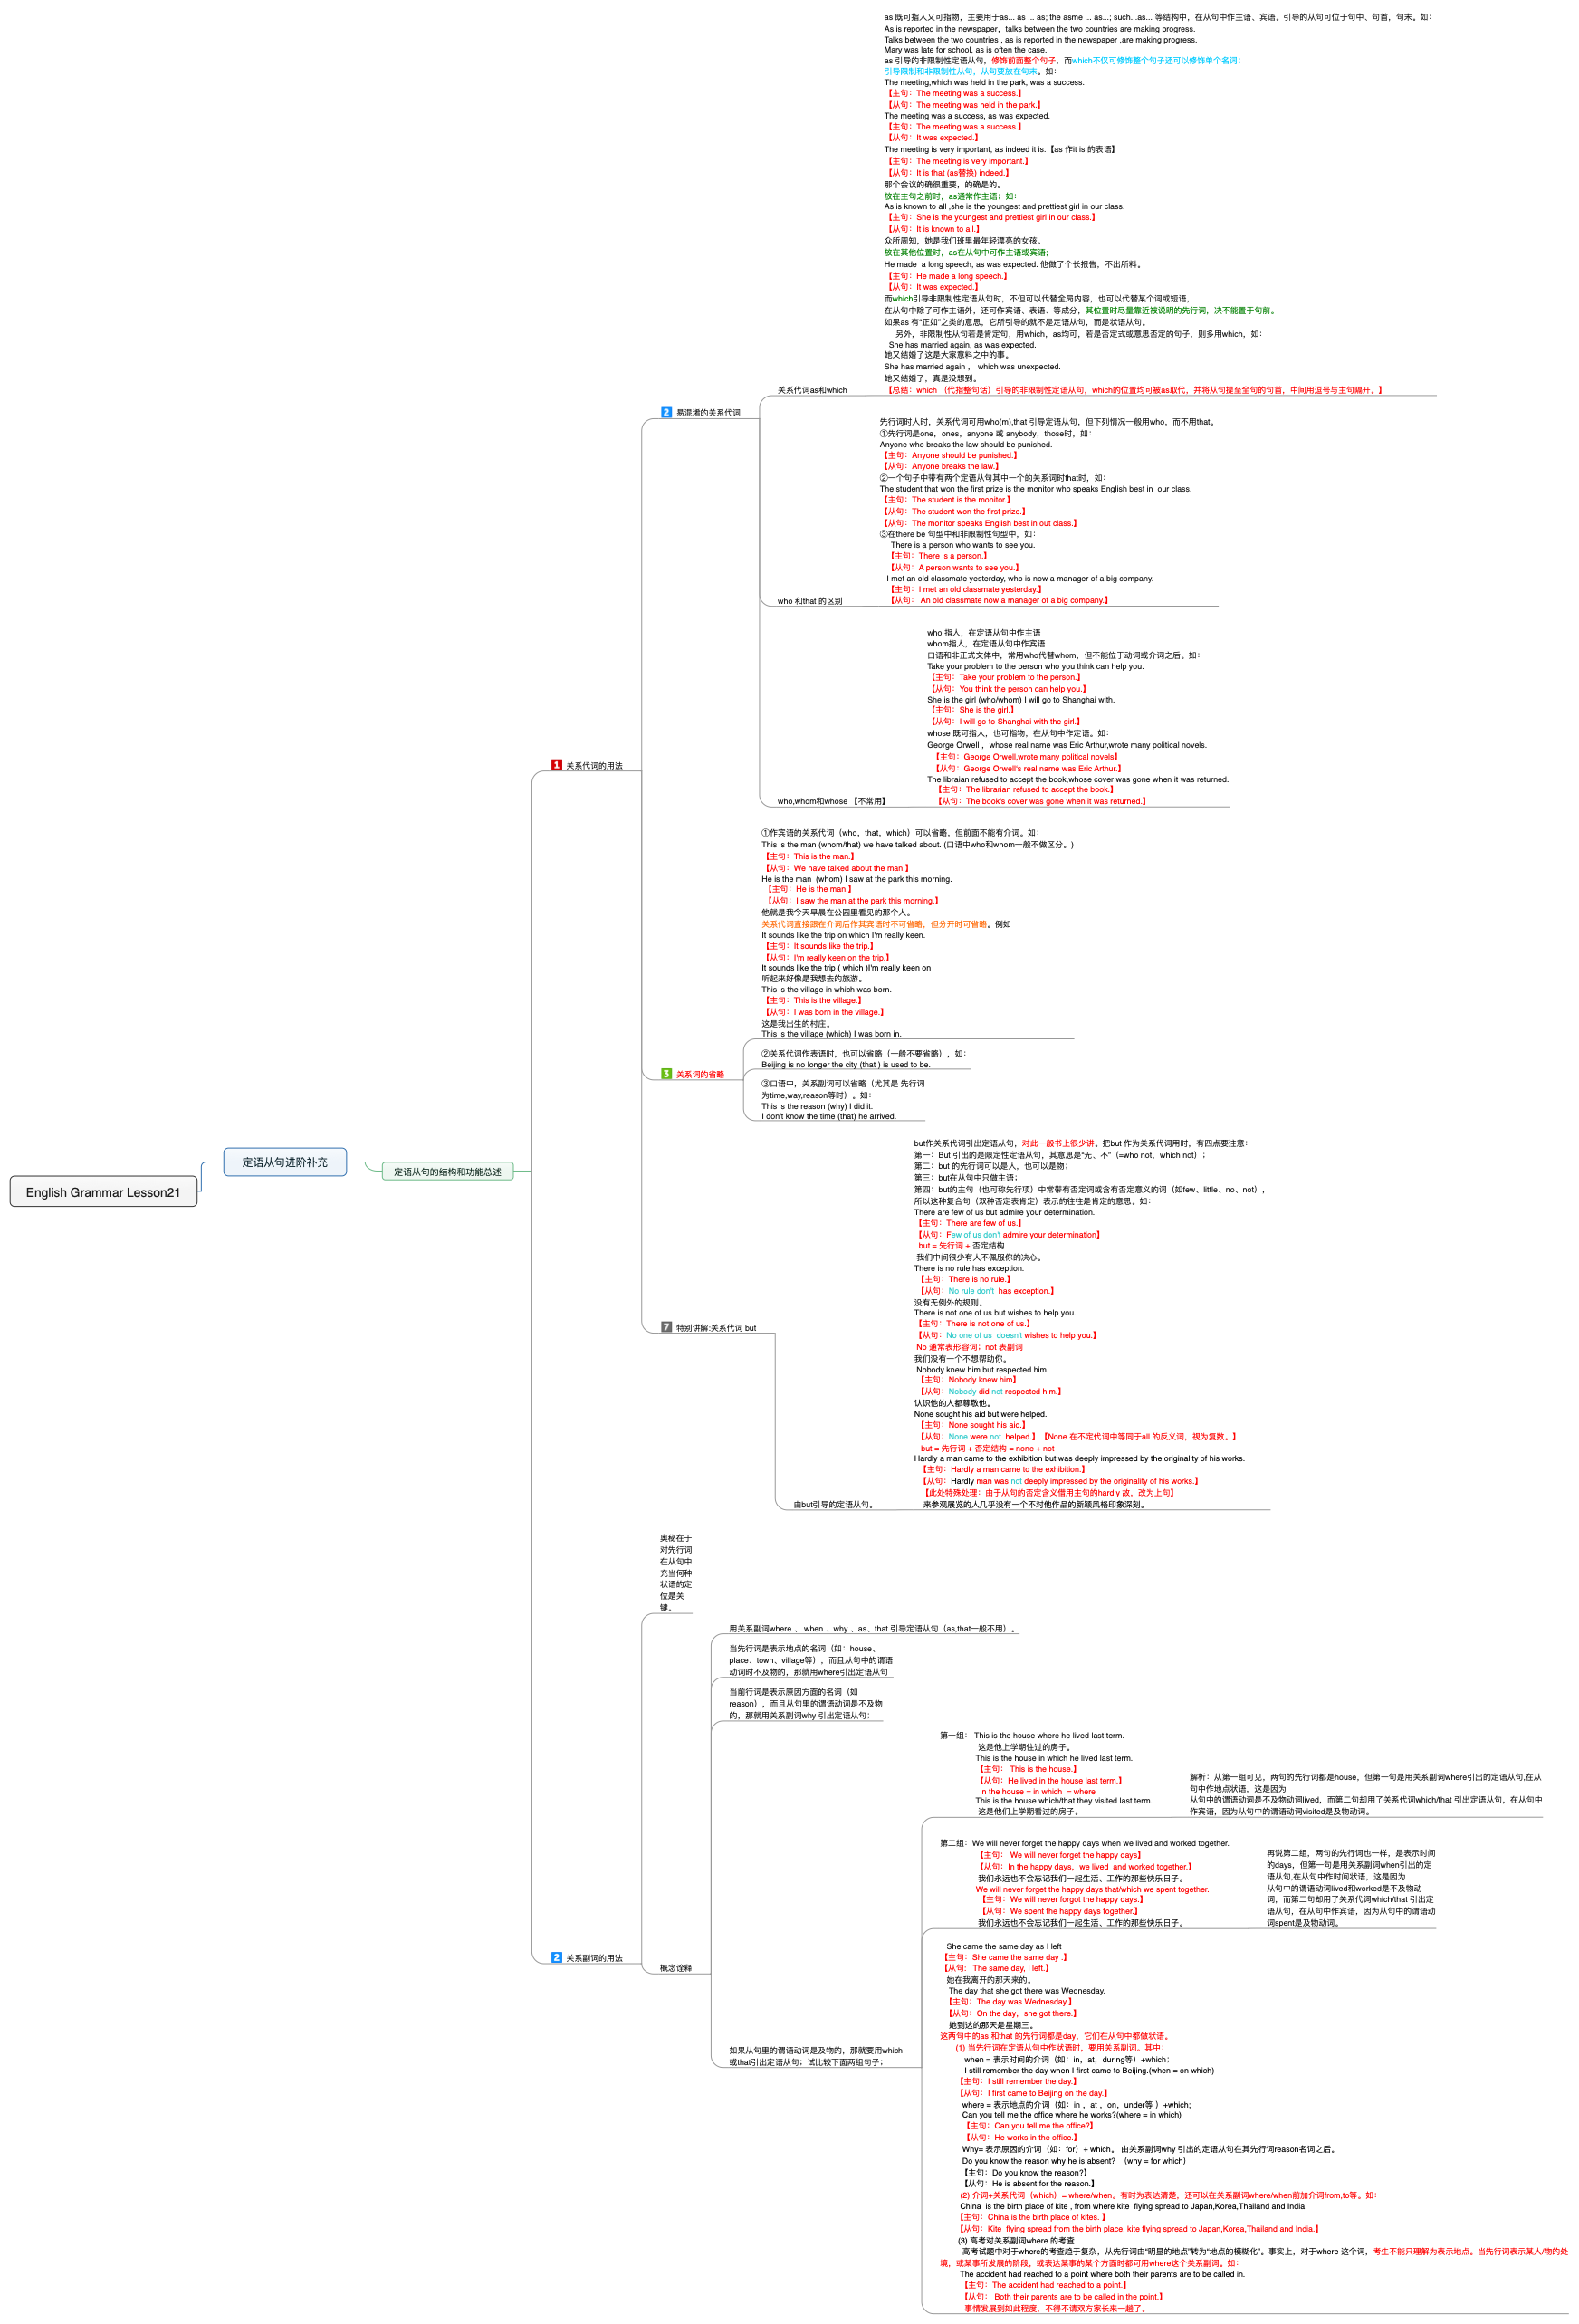 English Grammar Lesson21
定语从句进阶补充
定语从句的结构和功能总述
1 关系代词的用法
2 易混淆的关系代词
关系代词as和which
as 既可指人又可指物，主要用于as... as ... as; the asme ... as...; such...as... 等结构中，在从句中作主语、宾语。引导的从句可位于句中、句首，句末。如：
As is reported in the newspaper，talks between the two countries are making progress.
Talks between the two countries , as is reported in the newspaper ,are making progress.
Mary was late for school, as is often the case.
as 引导的非限制性定语从句，修饰前面整个句子，而which不仅可修饰整个句子还可以修饰单个名词；
引导限制和非限制性从句，从句要放在句末。如：
The meeting,which was held in the park, was a success.
【主句：The meeting was a success.】
【从句：The meeting was held in the park.】
The meeting was a success, as was expected.
【主句：The meeting was a success.】
【从句：It was expected.】
The meeting is very important, as indeed it is.【as 作it is 的表语】
【主句：The meeting is very important.】
【从句：It is that (as替换) indeed.】
那个会议的确很重要，的确是的。
放在主句之前时，as通常作主语；如：
As is known to all ,she is the youngest and prettiest girl in our class.
【主句：She is the youngest and prettiest girl in our class.】
【从句：It is known to all.】
众所周知，她是我们班里最年轻漂亮的女孩。
放在其他位置时，as在从句中可作主语或宾语；
He made  a long speech, as was expected. 他做了个长报告，不出所料。
【主句：He made a long speech.】
【从句：It was expected.】
而which引导非限制性定语从句时，不但可以代替全局内容，也可以代替某个词或短语，
在从句中除了可作主语外，还可作宾语、表语、等成分，其位置时尽量靠近被说明的先行词，决不能置于句前。
如果as 有“正如”之类的意思，它所引导的就不是定语从句，而是状语从句。
另外，非限制性从句若是肯定句，用which，as均可，若是否定式或意思否定的句子，则多用which，如：
She has married again, as was expected.
她又结婚了这是大家意料之中的事。
She has married again ， which was unexpected.
她又结婚了，真是没想到。
【总结：which （代指整句话）引导的非限制性定语从句，which的位置均可被as取代，并将从句提至全句的句首，中间用逗号与主句隔开。】
who 和that 的区别
先行词时人时，关系代词可用who(m),that 引导定语从句，但下列情况一般用who，而不用that。
①先行词是one，ones，anyone 或 anybody，those时，如：
Anyone who breaks the law should be punished.
【主句：Anyone should be punished.】
【从句：Anyone breaks the law.】
②一个句子中带有两个定语从句其中一个的关系词时that时，如：
The student that won the first prize is the monitor who speaks English best in  our class.
【主句：The student is the monitor.】
【从句：The student won the first prize.】
【从句：The monitor speaks English best in out class.】
③在there be 句型中和非限制性句型中，如：
There is a person who wants to see you.
【主句：There is a person.】
【从句：A person wants to see you.】
I met an old classmate yesterday, who is now a manager of a big company.
【主句：I met an old classmate yesterday.】
【从句： An old classmate now a manager of a big company.】
who,whom和whose 【不常用】
who 指人，在定语从句中作主语
whom指人，在定语从句中作宾语
口语和非正式文体中，常用who代替whom，但不能位于动词或介词之后。如：
Take your problem to the person who you think can help you.
【主句：Take your problem to the person.】
【从句：You think the person can help you.】
She is the girl (who/whom) I will go to Shanghai with.
【主句：She is the girl.】
【从句：I will go to Shanghai with the girl.】
whose 既可指人，也可指物，在从句中作定语。如：
George Orwell ，whose real name was Eric Arthur,wrote many political novels.
【主句：George Orwell,wrote many political novels】
【从句：George Orwell's real name was Eric Arthur.】
The libraian refused to accept the book,whose cover was gone when it was returned.
【主句：The librarian refused to accept the book.】
【从句：The book's cover was gone when it was returned.】
3 关系词的省略
①作宾语的关系代词（who，that，which）可以省略，但前面不能有介词。如：
This is the man (whom/that) we have talked about. (口语中who和whom一般不做区分。)
【主句：This is the man.】
【从句：We have talked about the man.】
He is the man  (whom) I saw at the park this morning.
【主句：He is the man.】
【从句：I saw the man at the park this morning.】
他就是我今天早晨在公园里看见的那个人。
关系代词直接跟在介词后作其宾语时不可省略，但分开时可省略。例如
It sounds like the trip on which I'm really keen.
【主句：It sounds like the trip.】
【从句：I'm really keen on the trip.】
It sounds like the trip ( which )I'm really keen on
听起来好像是我想去的旅游。
This is the village in which was born.
【主句：This is the village.】
【从句：I was born in the village.】
这是我出生的村庄。
This is the village (which) I was born in.
②关系代词作表语时，也可以省略（一般不要省略），如：
Beijing is no longer the city (that ) is used to be.
③口语中，关系副词可以省略（尤其是 先行词
为time,way,reason等时）。如：
This is the reason (why) I did it.
I don't know the time (that) he arrived.
7 特别讲解:关系代词 but
由but引导的定语从句。
but作关系代词引出定语从句，对此一般书上很少讲。把but 作为关系代词用时，有四点要注意：
第一：But 引出的是限定性定语从句，其意思是“无、不”（=who not，which not）；
第二：but 的先行词可以是人，也可以是物；
第三：but在从句中只做主语；
第四：but的主句（也可称先行项）中常带有否定词或含有否定意义的词（如few、little、no、not），
所以这种复合句（双种否定表肯定）表示的往往是肯定的意思。如：
There are few of us but admire your determination.
【主句：There are few of us.】
【从句：Few of us don't admire your determination】
but = 先行词 + 否定结构
我们中间很少有人不佩服你的决心。
There is no rule has exception.
【主句：There is no rule.】
【从句：No rule don't  has exception.】
没有无例外的规则。
There is not one of us but wishes to help you.
【主句：There is not one of us.】
【从句：No one of us  doesn't wishes to help you.】
No 通常表形容词；not 表副词
我们没有一个不想帮助你。
Nobody knew him but respected him.
【主句：Nobody knew him】
【从句：Nobody did not respected him.】
认识他的人都尊敬他。
None sought his aid but were helped.
【主句：None sought his aid.】
【从句：None were not  helped.】【None 在不定代词中等同于all 的反义词，视为复数。】
but = 先行词 + 否定结构 = none + not
Hardly a man came to the exhibition but was deeply impressed by the originality of his works.
【主句：Hardly a man came to the exhibition.】
【从句：Hardly man was not deeply impressed by the originality of his works.】
【此处特殊处理：由于从句的否定含义借用主句的hardly 故，改为上句】
来参观展览的人几乎没有一个不对他作品的新颖风格印象深刻。
2 关系副词的用法
奥秘在于
对先行词
在从句中
充当何种
状语的定
位是关
键。
概念诠释
用关系副词where ， when 、why 、as、that 引导定语从句（as,that一般不用）。
当先行词是表示地点的名词（如：house、
place、town、village等），而且从句中的谓语
动词时不及物的，那就用where引出定语从句
当前行词是表示原因方面的名词（如
reason），而且从句里的谓语动词是不及物
的，那就用关系副词why 引出定语从句；
如果从句里的谓语动词是及物的，那就要用which
或that引出定语从句；试比较下面两组句子；
第一组： This is the house where he lived last term.
这是他上学期住过的房子。
This is the house in which he lived last term.
【主句： This is the house.】
【从句：He lived in the house last term.】
in the house = in which  = where
This is the house which/that they visited last term.
这是他们上学期看过的房子。
解析：从第一组可见，两句的先行词都是house，但第一句是用关系副词where引出的定语从句,在从
句中作地点状语，这是因为
从句中的谓语动词是不及物动词lived，而第二句却用了关系代词which/that 引出定语从句，在从句中
作宾语，因为从句中的谓语动词visited是及物动词。
第二组：We will never forget the happy days when we lived and worked together.
【主句： We will never forget the happy days】
【从句：In the happy days，we lived  and worked together.】
我们永远也不会忘记我们一起生活、工作的那些快乐日子。
We will never forget the happy days that/which we spent together.
【主句：We will never forgot the happy days.】
【从句：We spent the happy days together.】
我们永远也不会忘记我们一起生活、工作的那些快乐日子。
再说第二组，两句的先行词也一样，是表示时间
的days，但第一句是用关系副词when引出的定
语从句,在从句中作时间状语，这是因为
从句中的谓语动词lived和worked是不及物动
词，而第二句却用了关系代词which/that 引出定
语从句，在从句中作宾语，因为从句中的谓语动
词spent是及物动词。
She came the same day as I left
【主句：She came the same day .】
【从句： The same day, I left.】
她在我离开的那天来的。
The day that she got there was Wednesday.
【主句：The day was Wednesday.】
【从句：On the day，she got there.】
她到达的那天是星期三。
这两句中的as 和that 的先行词都是day，它们在从句中都做状语。
(1) 当先行词在定语从句中作状语时，要用关系副词。其中：
when = 表示时间的介词（如：in，at，during等）+which；
I still remember the day when I first came to Beijing.(when = on which)
【主句：I still remember the day.】
【从句：I first came to Beijing on the day.】
where = 表示地点的介词（如：in ，at ，on，under等 ）+which;
Can you tell me the office where he works?(where = in which)
【主句：Can you tell me the office?】
【从句：He works in the office.】
Why= 表示原因的介词（如：for）+ which。 由关系副词why 引出的定语从句在其先行词reason名词之后。
Do you know the reason why he is absent? （why = for which）
【主句：Do you know the reason?】
【从句：He is absent for the reason.】
(2) 介词+关系代词（which）= where/when。有时为表达清楚，还可以在关系副词where/when前加介词from,to等。如：
China  is the birth place of kite , from where kite  flying spread to Japan,Korea,Thailand and India.
【主句：China is the birth place of kites. 】
【从句：Kite  flying spread from the birth place, kite flying spread to Japan,Korea,Thailand and India.】
(3) 高考对关系副词where 的考查
高考试题中对于where的考查趋于复杂，从先行词由“明显的地点”转为“地点的模糊化”。事实上，对于where 这个词，考生不能只理解为表示地点。当先行词表示某人/物的处
境，或某事所发展的阶段，或表达某事的某个方面时都可用where这个关系副词。如：
The accident had reached to a point where both their parents are to be called in.
【主句：The accident had reached to a point.】
【从句： Both their parents are to be called in the point.】
事情发展到如此程度，不得不请双方家长来一趟了。